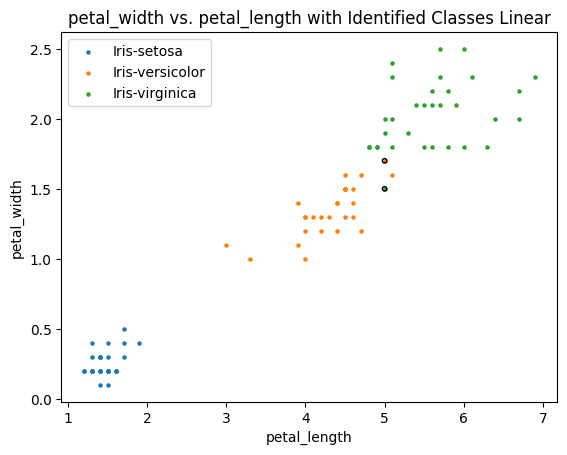 petal_width vs. petal_length with Identified Classes Linear
Iris-setosa
Iris-versicolor
Iris-virginica
2.5
2.0
1.5
1.0
0.5
0.0
petal_width
1 2 3 4 5 6 7
petal_length